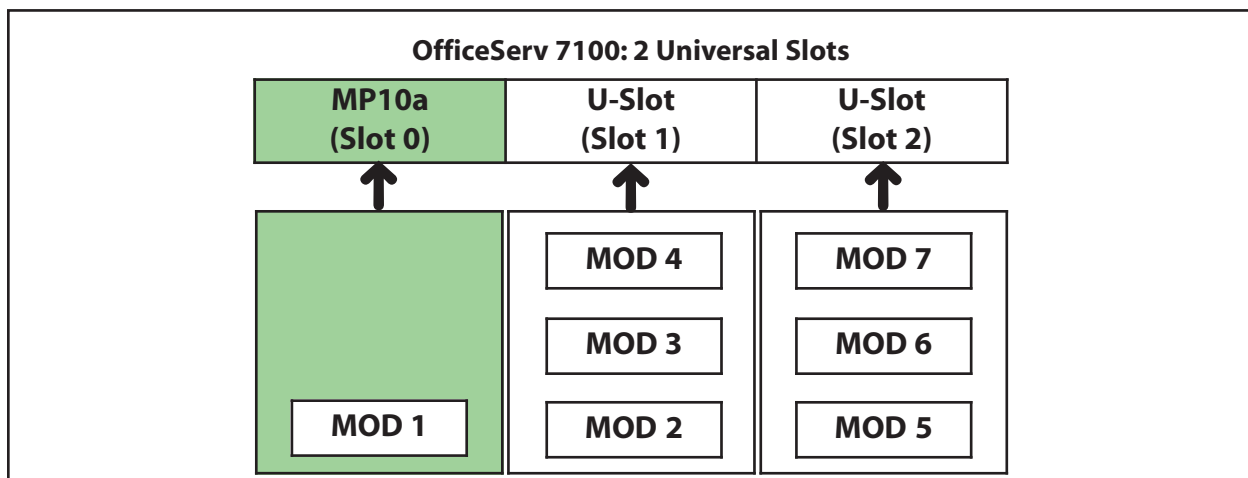 OfficeServ 7100: 2 Universal Slots
MP10a
(Slot 0)
U-Slot
(Slot 1)
U-Slot
(Slot 2)
MOD 4
MOD 7
MOD 3
MOD 6
MOD 1
MOD 2
MOD 5